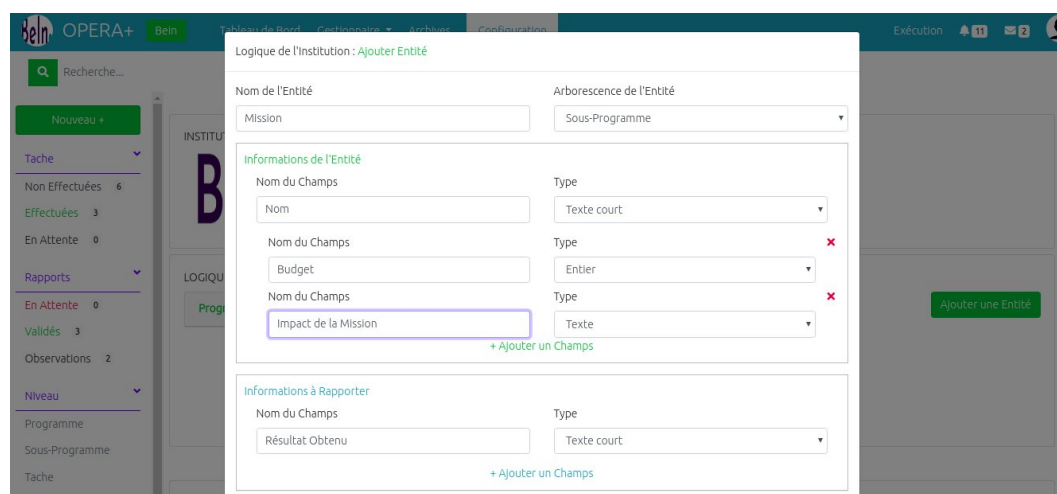 BeIn OPERA+ Bein Tableau de Bord Gestionnaire Archives Configuration Exécution 11 2
Logique de l'Institution : Ajouter Entité
Recherche...
Nom de l'Entité Arborescence de l'Entité
Mission Sous-Programme
Nouveau +
INSTITU
Informations de l'Entité
Tache
Nom du Champs Type
Non Effectuées 6
Nom Texte court
Effectuées 3
En Attente 0
Nom du Champs Type ×
Budget Entier
Rapports
LOGIQU
Nom du Champs Type ×
En Attente 0
Progr
Ajouter une Entité
Impact de la Mission Texte
Validés 3
+ Ajouter un Champs
Observations 2
Niveau
Informations à Rapporter
Nom du Champs Type
Programme
Résultat Obtenu Texte court
Sous-Programme
+ Ajouter un Champs
Tache